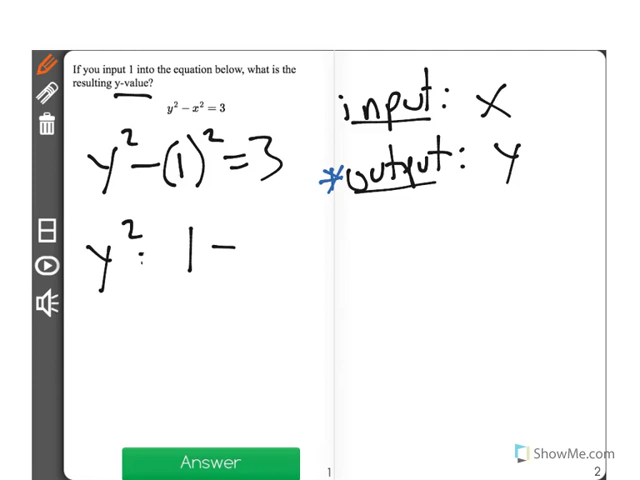 If you input 1 into the equation below, what is the
resulting y-value?
y² − x² = 3
y² − (1)² = 3
y² : 1 −
Answer
1
input: x
*output: y
ShowMe.com
2